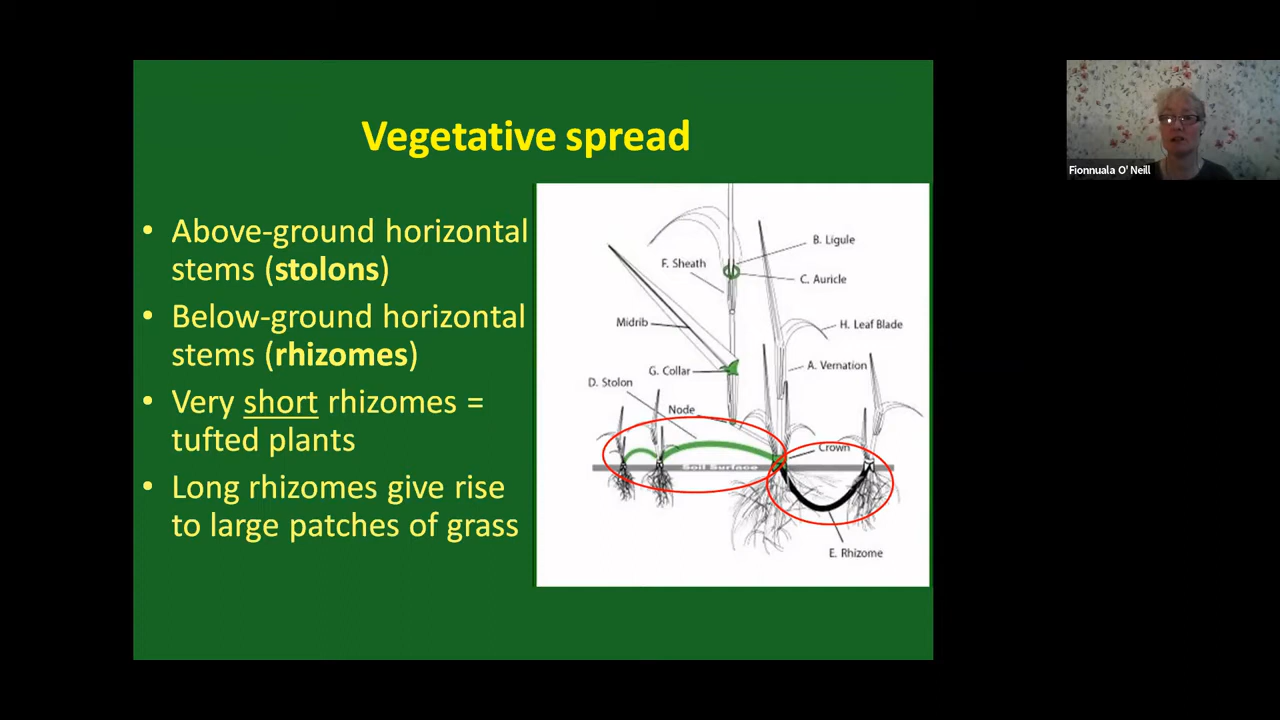 Vegetative spread
• Above-ground horizontal
stems (stolons)
• Below-ground horizontal
stems (rhizomes)
• Very short rhizomes =
tufted plants
• Long rhizomes give rise
to large patches of grass
B. Ligule
F. Sheath
C. Auricle
Midrib
H. Leaf Blade
G. Collar
A. Vernation
D. Stolon
Node
Crown
Soil Surface
E. Rhizome
Fionnuala O' Neill